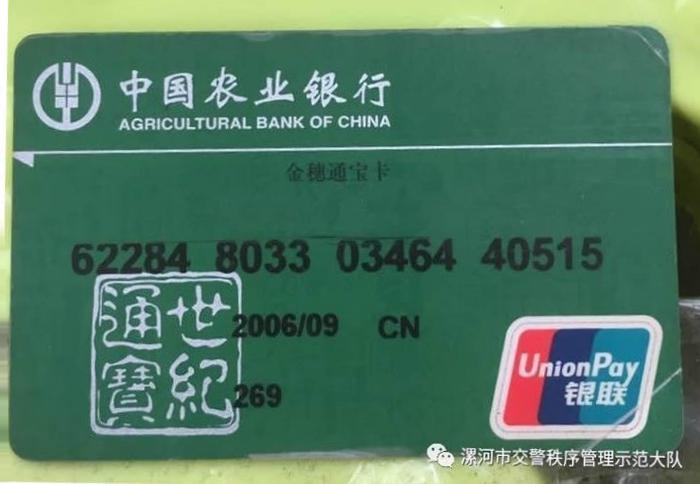 中国农业银行
AGRICULTURAL BANK OF CHINA
金穗通宝卡
62284 8033 03464 40515
世纪通寶
2006/09 CN
269
UnionPay
银联
漯河市交警秩序管理示范大队